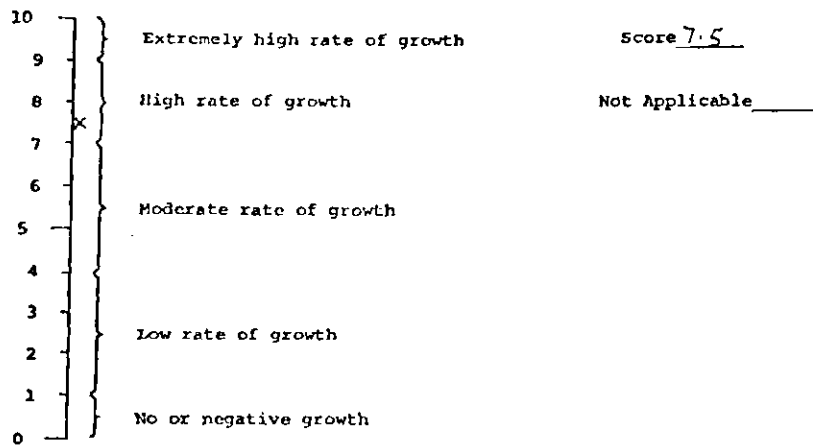 10
Extremely high rate of growth Score 7.5
9
8 High rate of growth Not Applicable
x
7
6
Moderate rate of growth
5
4
3
Low rate of growth
2
1
No or negative growth
0